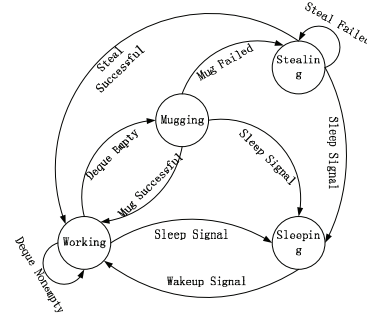 Steal Failed
Steal
Successful
Mug Failed
Stealin
g
Mugging
Deque Empty
Mug Successful
Sleep Signal
Sleep Signal
Working
Sleep Signal
Sleepin
g
Deque Nonempty
Wakeup Signal